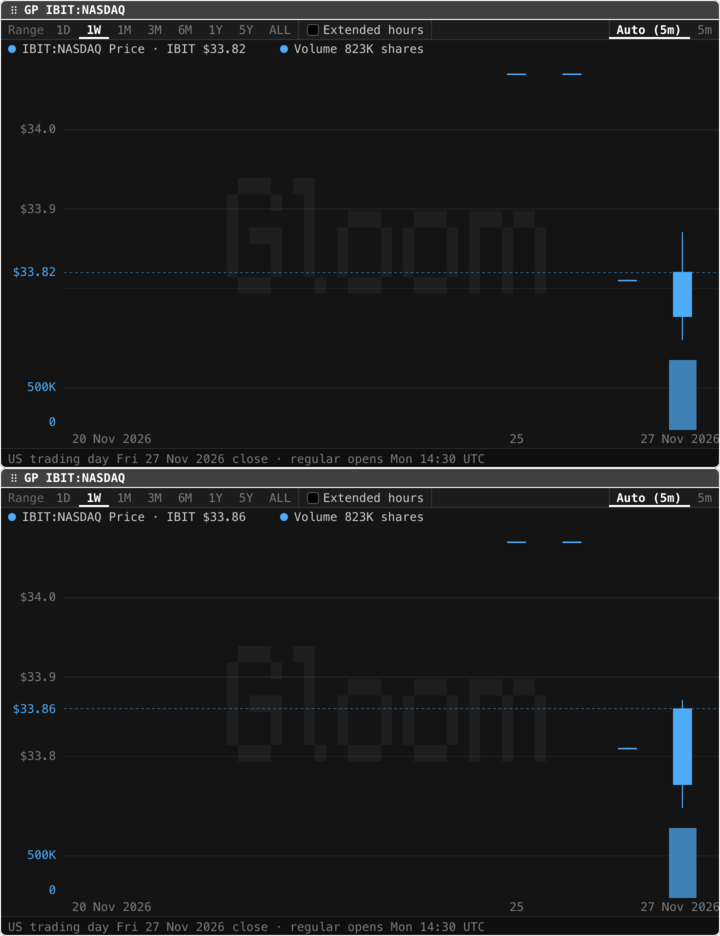 ⠿ GP IBIT:NASDAQ
Range 1D 1W 1M 3M 6M 1Y 5Y ALL Extended hours Auto (5m) 5m
IBIT:NASDAQ Price · IBIT $33.82 Volume 823K shares
$34.0
$33.9
Gloom
$33.82
500K
0
20 Nov 2026 25 27 Nov 2026
US trading day Fri 27 Nov 2026 close · regular opens Mon 14:30 UTC
⠿ GP IBIT:NASDAQ
Range 1D 1W 1M 3M 6M 1Y 5Y ALL Extended hours Auto (5m) 5m
IBIT:NASDAQ Price · IBIT $33.86 Volume 823K shares
$34.0
$33.9
Gloom
$33.86
$33.8
500K
0
20 Nov 2026 25 27 Nov 2026
US trading day Fri 27 Nov 2026 close · regular opens Mon 14:30 UTC